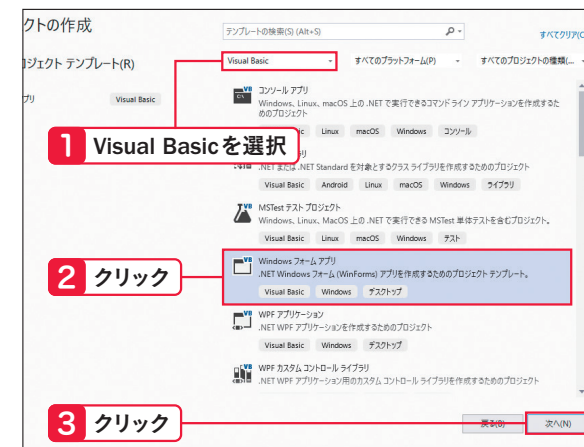 クトの作成
テンプレートの検索(S) (Alt+S)
すべてクリア(C
ジェクト テンプレート(R)
Visual Basic
すべてのプラットフォーム(P)
すべてのプロジェクトの種類(...
プリ
Visual Basic
コンソール アプリ
Windows、Linux、macOS 上の .NET で実行できるコマンド ライン アプリケーションを作成するた
めのプロジェクト
Linux macOS Windows コンソール
1 Visual Basicを選択
.NET または .NET Standard を対象とするクラス ライブラリを作成するためのプロジェクト
Visual Basic Android Linux macOS Windows ライブラリ
MSTest テスト プロジェクト
Windows、Linux、MacOS 上の .NET で実行できる MSTest 単体テストを含むプロジェクト。
Visual Basic Linux macOS Windows テスト
Windows フォーム アプリ
.NET Windows フォーム (WinForms) アプリを作成するためのプロジェクト テンプレート。
2 クリック
Visual Basic Windows デスクトップ
WPF アプリケーション
.NET WPF アプリケーションを作成するためのプロジェクト
Visual Basic Windows デスクトップ
WPF カスタム コントロール ライブラリ
.NET WPF アプリケーション用のカスタム コントロール ライブラリを作成するためのプロジェクト
3 クリック
戻る(B)
次へ(N)